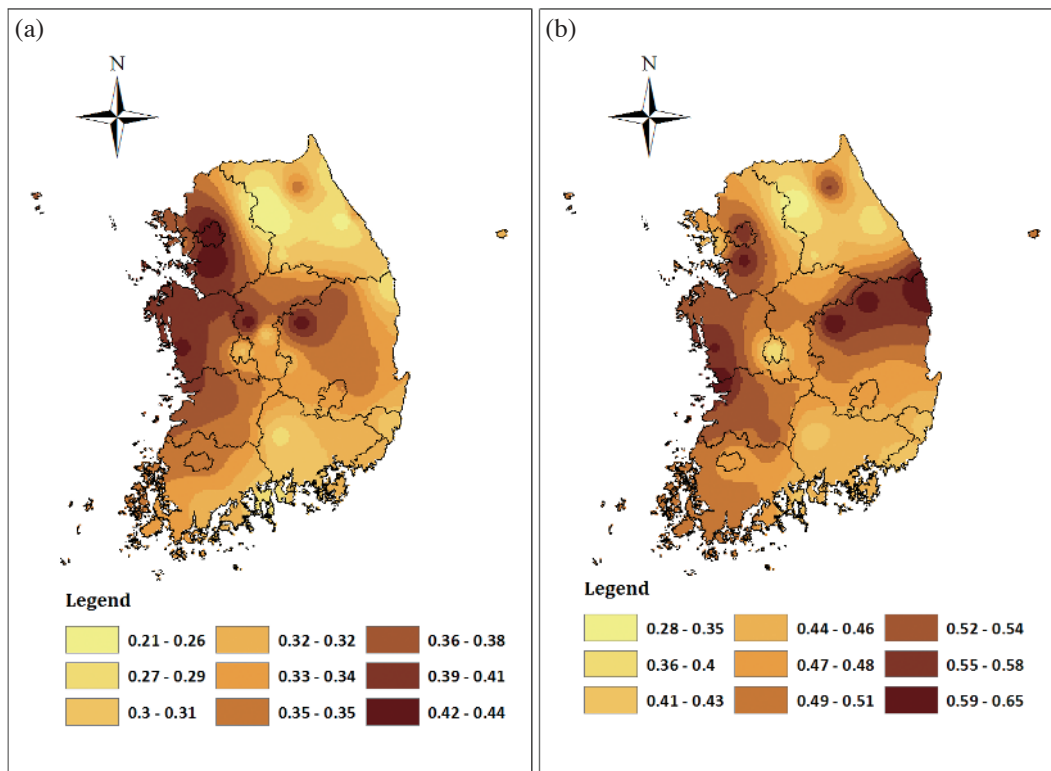 (a)
N
Legend
0.21 - 0.26 0.32 - 0.32 0.36 - 0.38
0.27 - 0.29 0.33 - 0.34 0.39 - 0.41
0.3 - 0.31 0.35 - 0.35 0.42 - 0.44
(b)
N
Legend
0.28 - 0.35 0.44 - 0.46 0.52 - 0.54
0.36 - 0.4 0.47 - 0.48 0.55 - 0.58
0.41 - 0.43 0.49 - 0.51 0.59 - 0.65